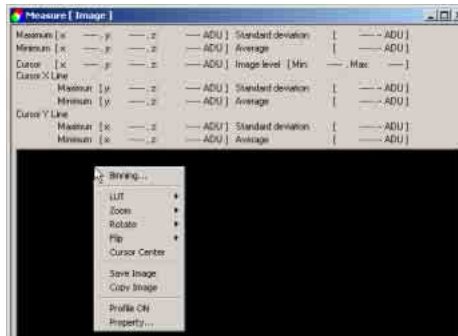 Measure [ Image ]
Maximum [ x ---- , y ---- , z ---- ADU ] Standard deviation [ ---- ADU ]
Minimum [ x ---- , y ---- , z ---- ADU ] Average [ ---- ADU ]
Cursor [ x ---- , y ---- , z ---- ADU ] Image level [ Min ---- , Max ---- ]
Cursor X Line
Maximum [ y ---- , z ---- ADU ] Standard deviation [ ---- ADU ]
Minimum [ y ---- , z ---- ADU ] Average [ ---- ADU ]
Cursor Y Line
Maximum [ x ---- , z ---- ADU ] Standard deviation [ ---- ADU ]
Minimum [ x ---- , z ---- ADU ] Average [ ---- ADU ]
Binning...
LUT
Zoom
Rotate
Flip
Cursor Center
Save Image
Copy Image
Profile ON
Property...